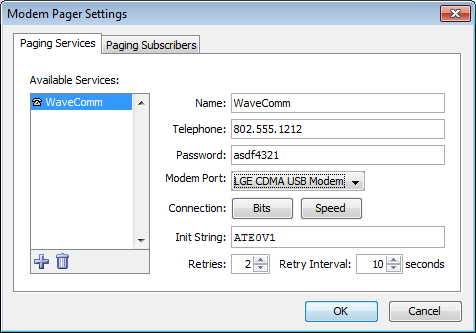 Modem Pager Settings
Paging Services Paging Subscribers
Available Services:
WaveComm
Name: WaveComm
Telephone: 802.555.1212
Password: asdf4321
Modem Port: LGE CDMA USB Modem
Connection: Bits Speed
Init String: ATE0V1
Retries: 2 Retry Interval: 10 seconds
OK Cancel